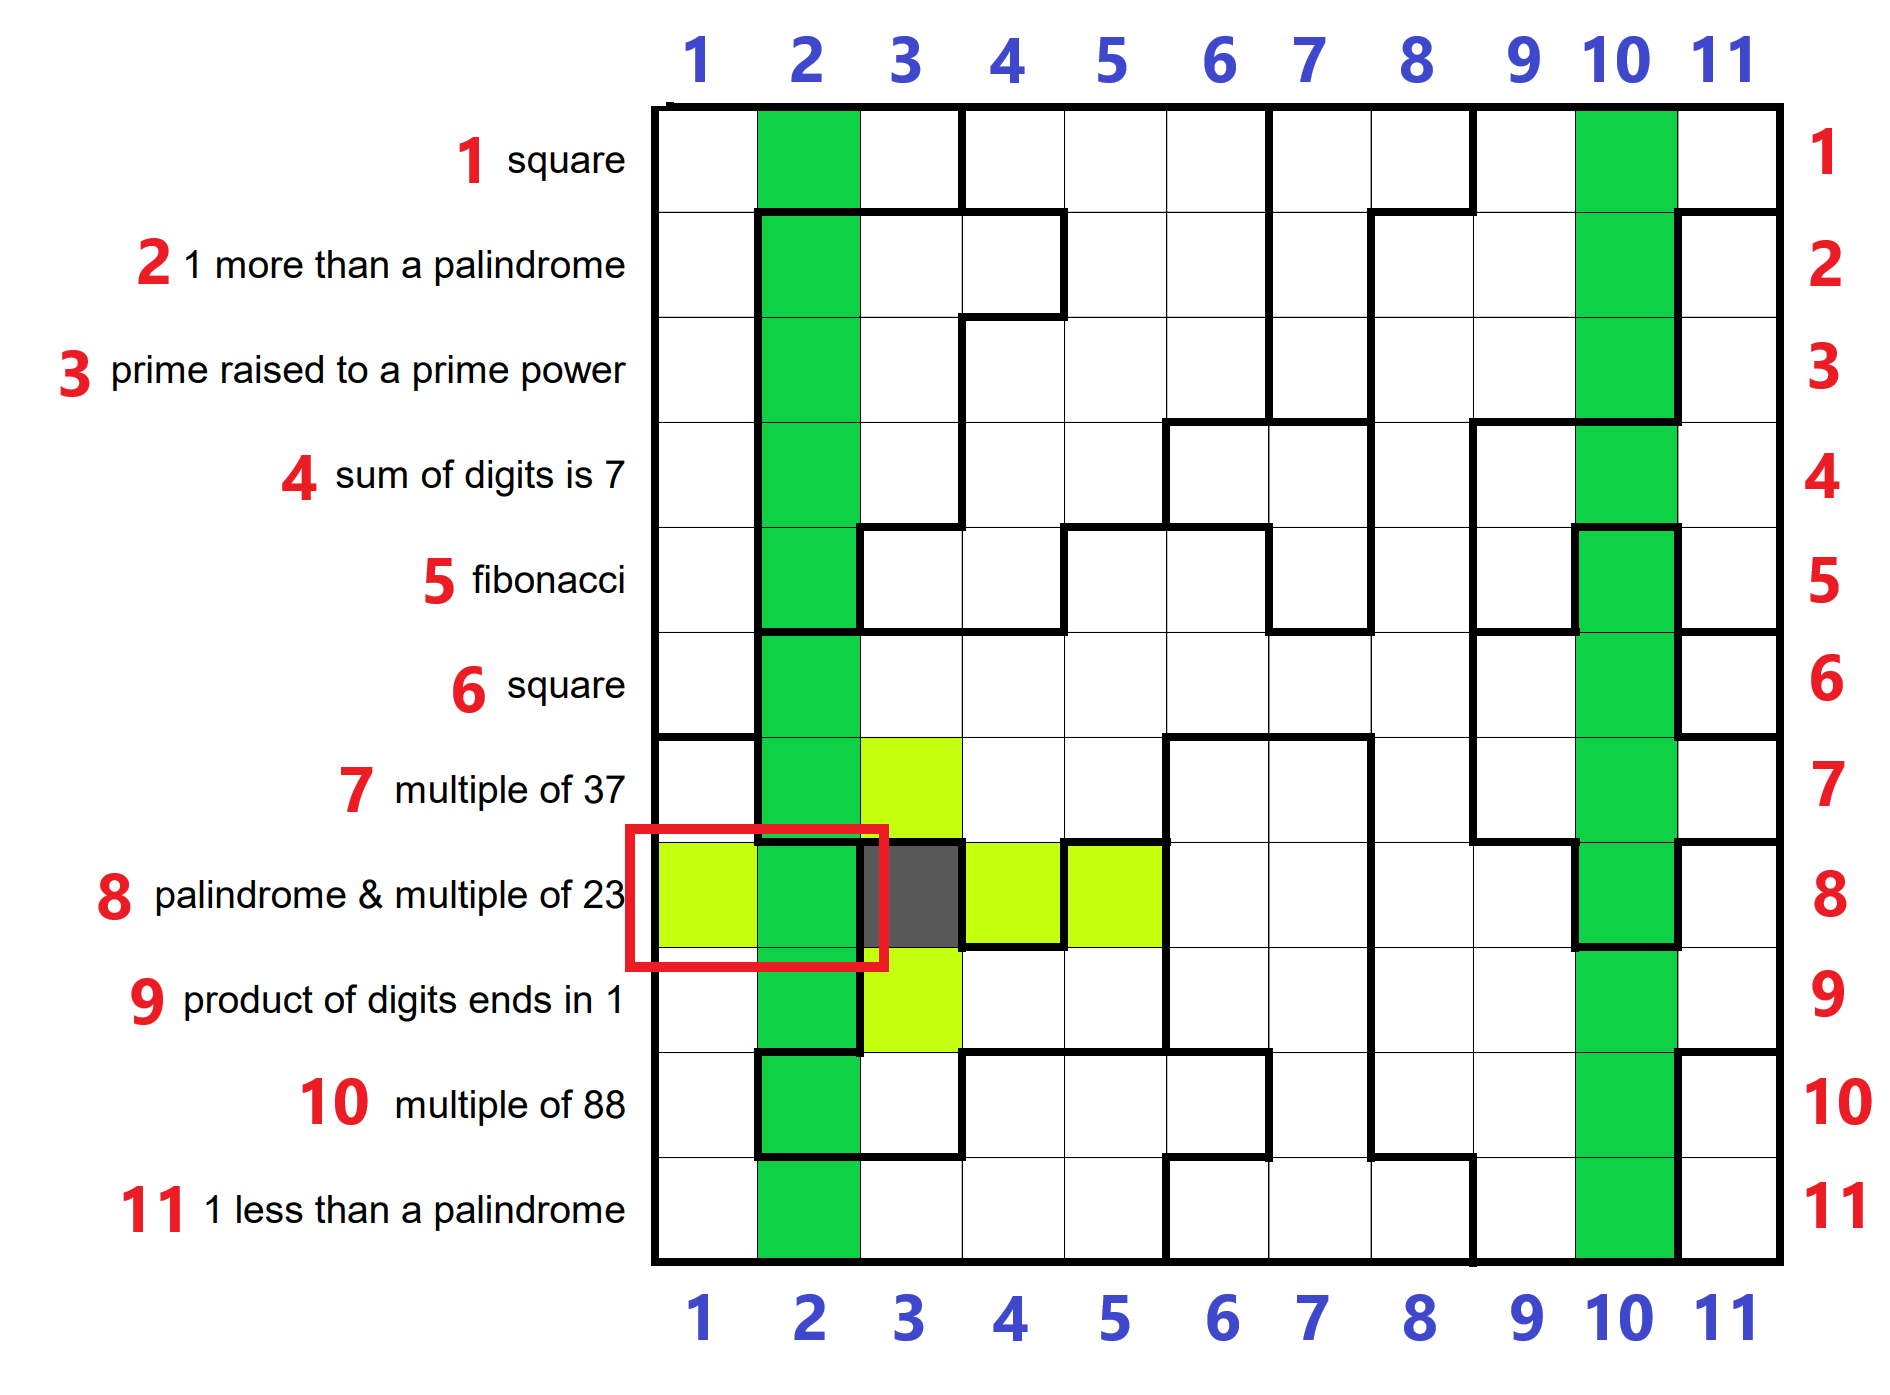 1 2 3 4 5 6 7 8 9 10 11
1 square 1
2 1 more than a palindrome 2
3 prime raised to a prime power 3
4 sum of digits is 7 4
5 fibonacci 5
6 square 6
7 multiple of 37 7
8 palindrome & multiple of 23 8
9 product of digits ends in 1 9
10 multiple of 88 10
11 1 less than a palindrome 11
1 2 3 4 5 6 7 8 9 10 11